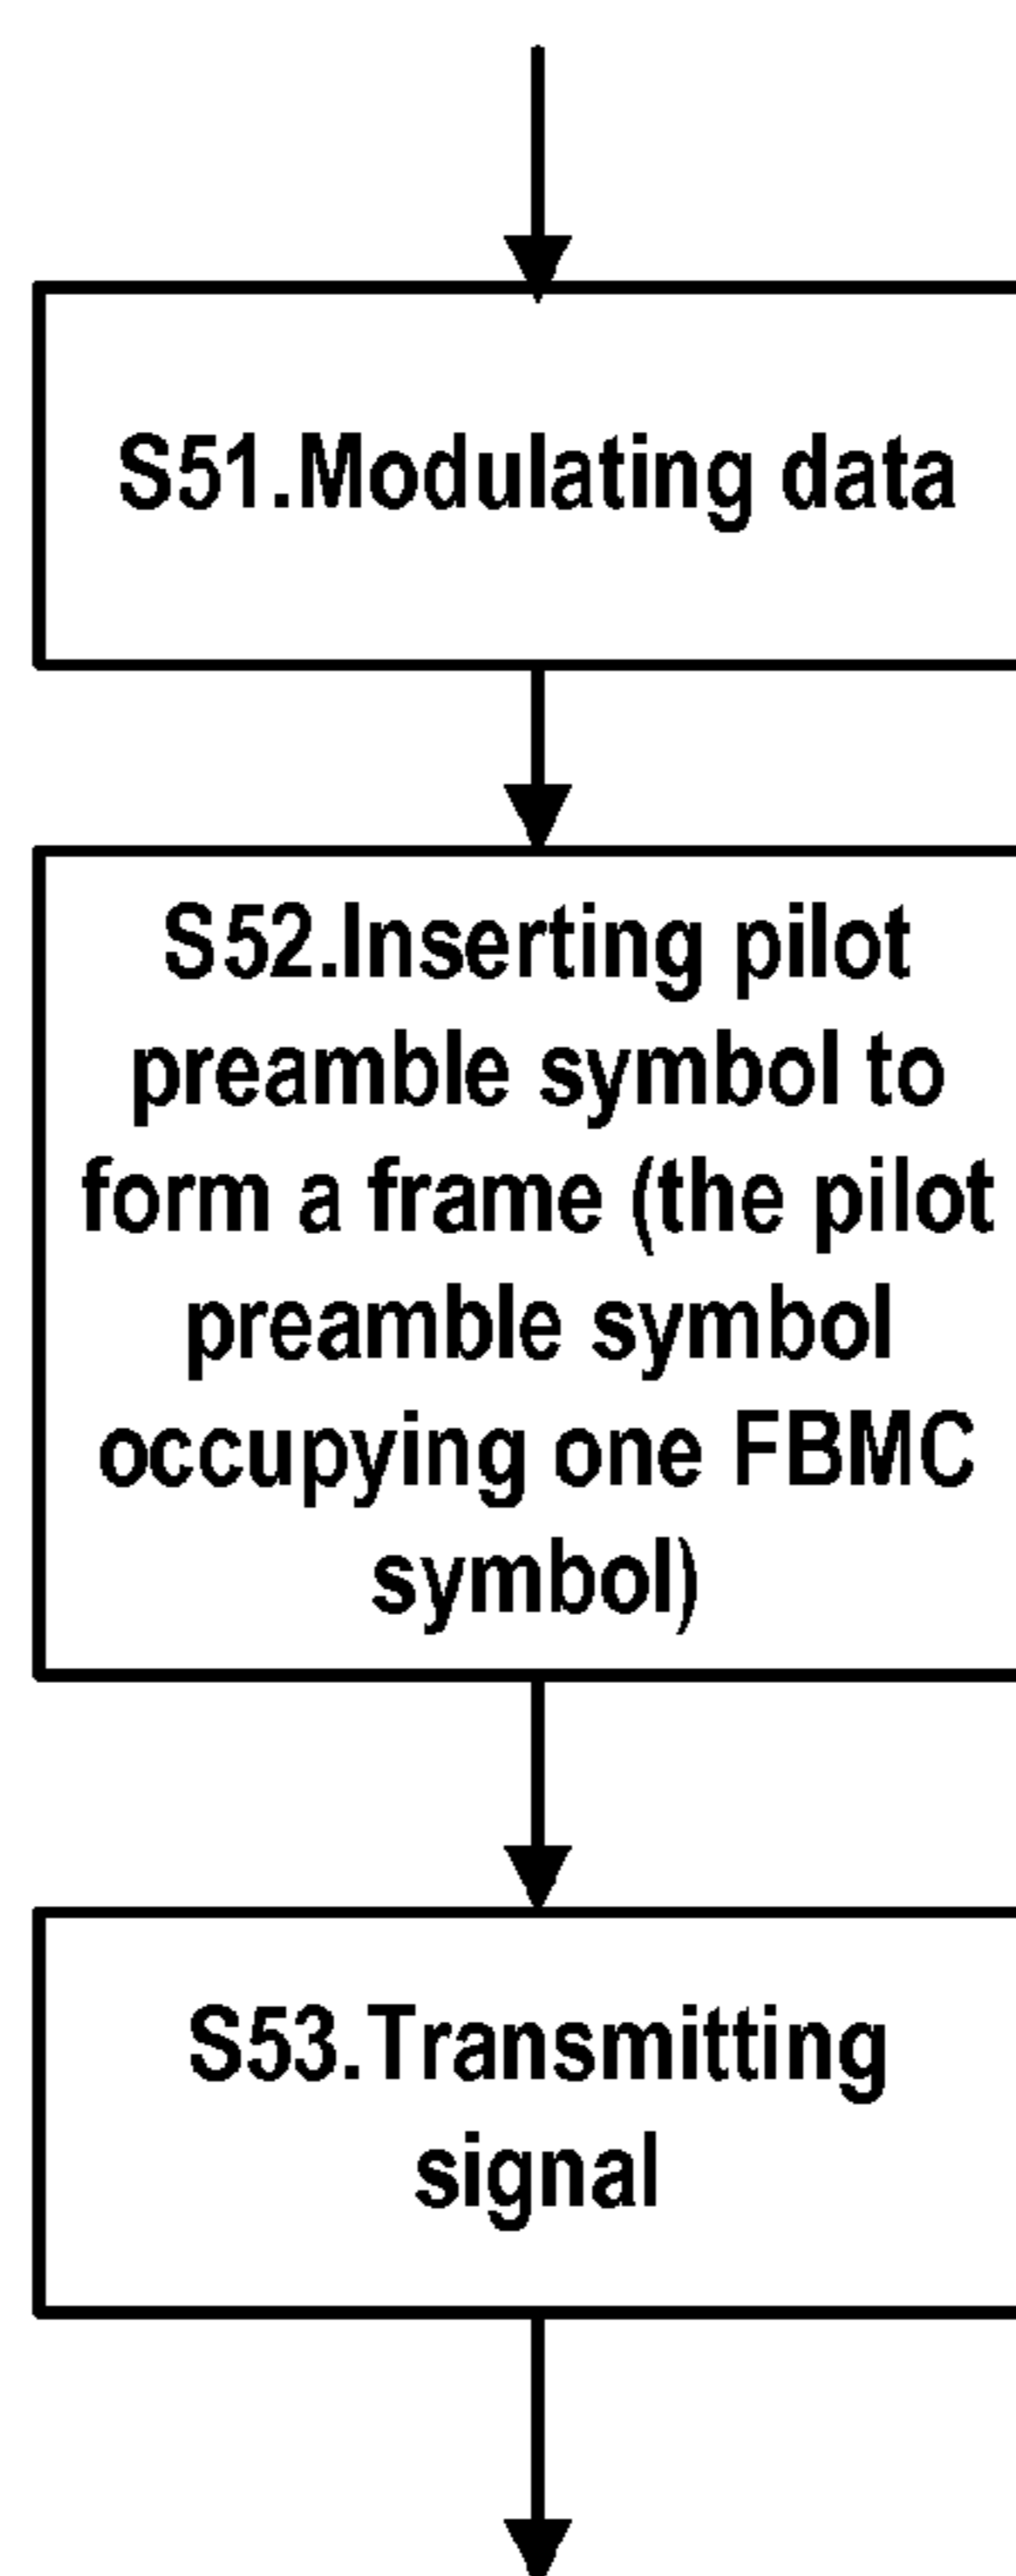 S51.Modulating data
S52.Inserting pilot
preamble symbol to
form a frame (the pilot
preamble symbol
occupying one FBMC
symbol)
S53.Transmitting
signal